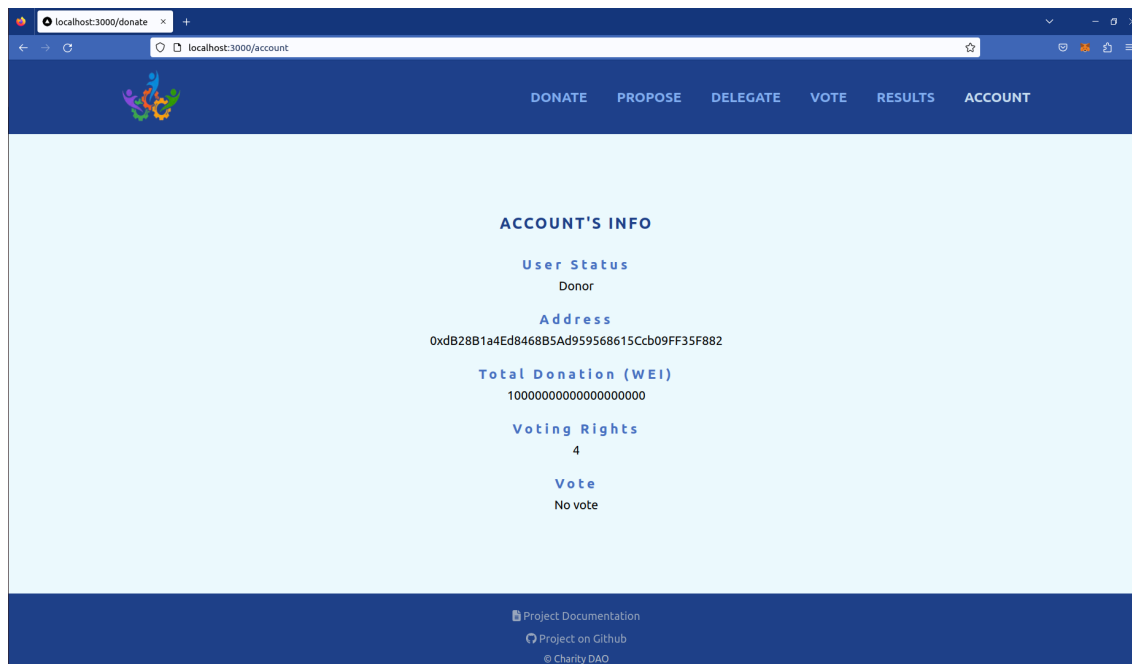 localhost:3000/donate
localhost:3000/account
DONATE PROPOSE DELEGATE VOTE RESULTS ACCOUNT
ACCOUNT'S INFO
User Status
Donor
Address
0xdB28B1a4Ed8468B5Ad959568615Ccb09FF35F882
Total Donation (WEI)
10000000000000000000
Voting Rights
4
Vote
No vote
Project Documentation
Project on Github
© Charity DAO